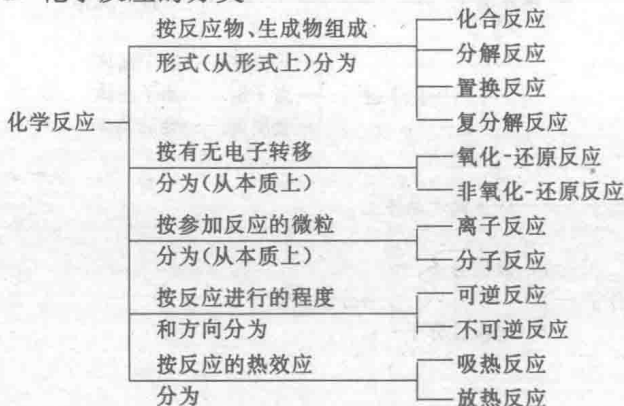 按反应物、生成物组成
形式(从形式上)分为
化合反应
分解反应
置换反应
复分解反应
化学反应
按有无电子转移
分为(从本质上)
氧化-还原反应
非氧化-还原反应
按参加反应的微粒
分为(从本质上)
离子反应
分子反应
按反应进行的程度
和方向分为
可逆反应
不可逆反应
按反应的热效应
分为
吸热反应
放热反应